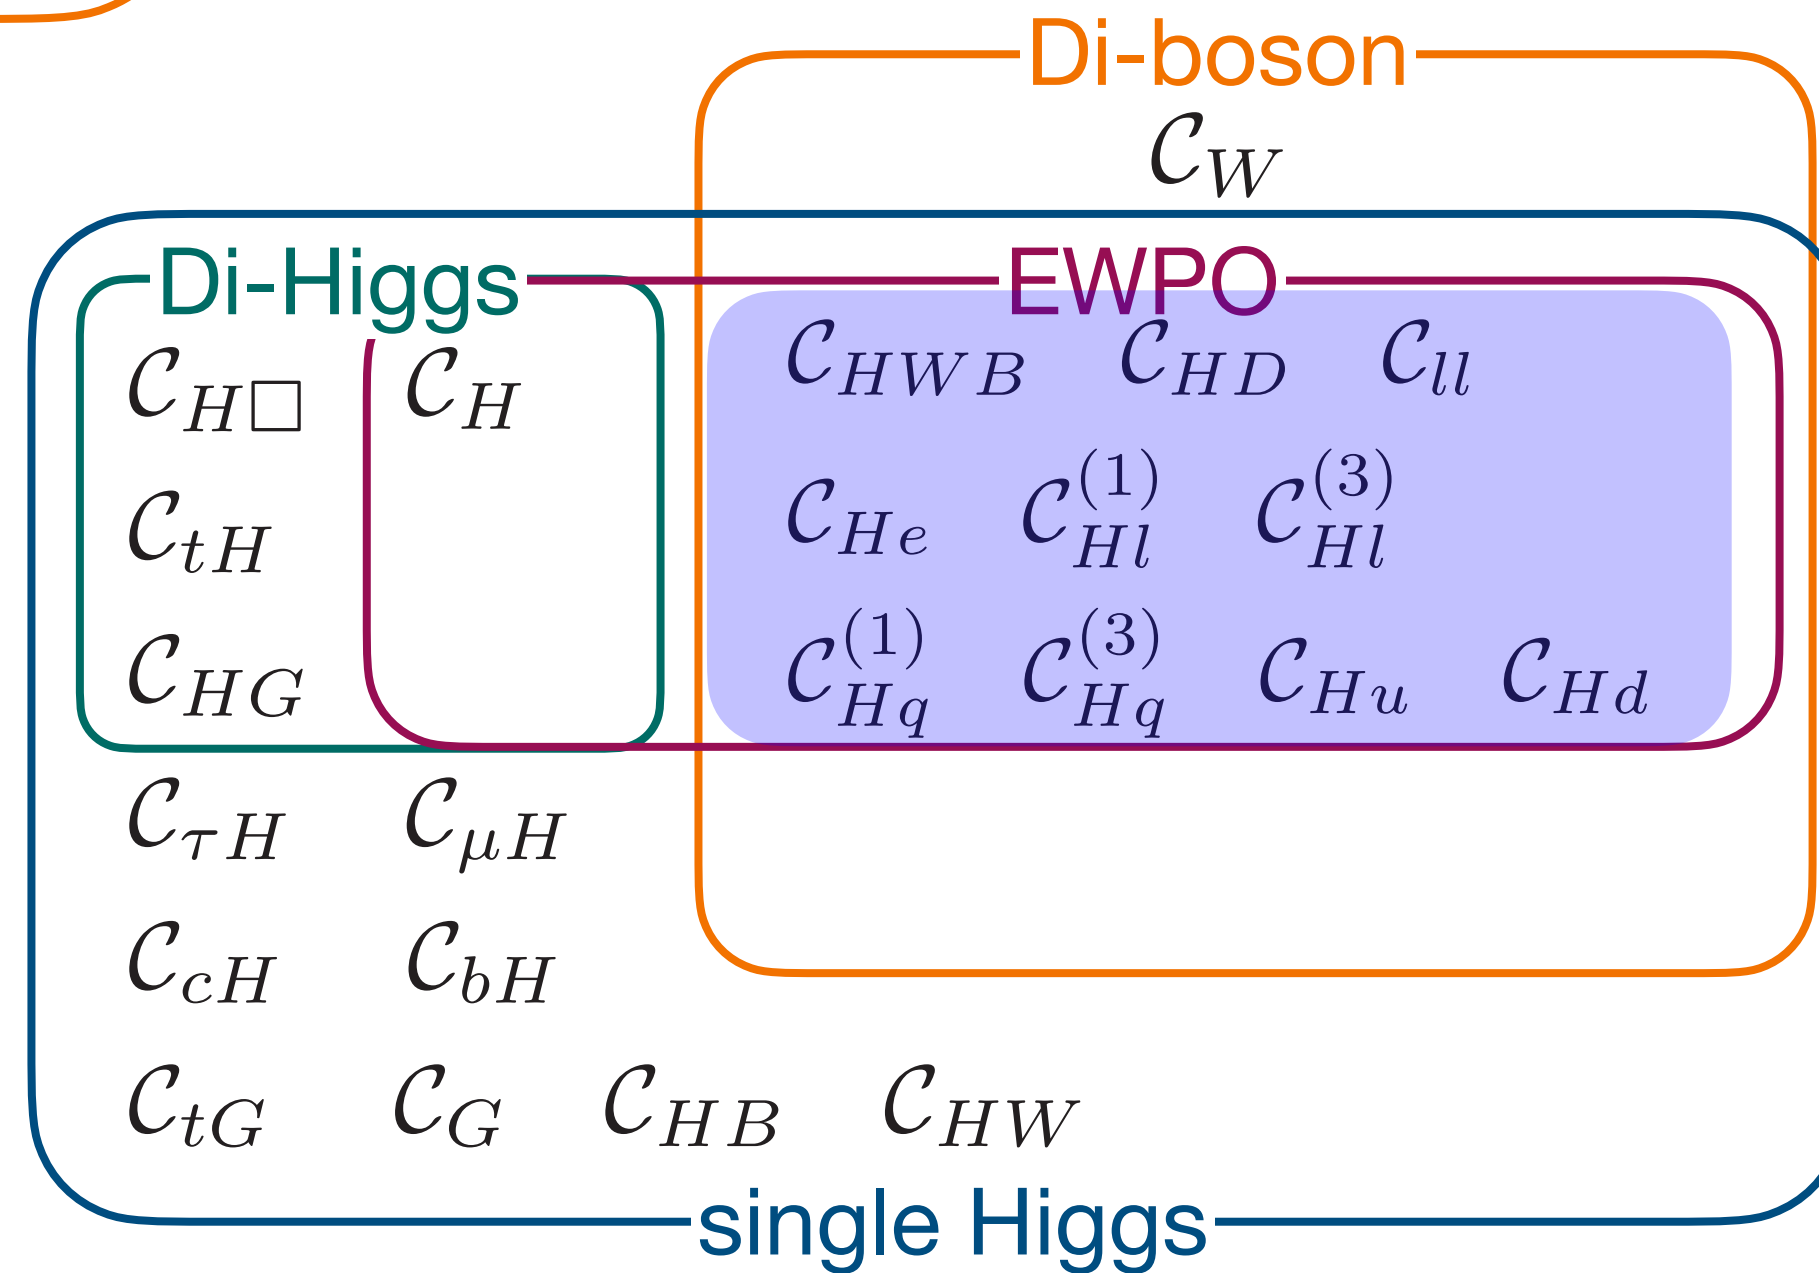 Di-boson
𝒞_W
Di-Higgs EWPO
𝒞_{H□} 𝒞_H 𝒞_{HWB} 𝒞_{HD} 𝒞_{ll}
𝒞_{tH} 𝒞_{He} 𝒞_{Hl}^{(1)} 𝒞_{Hl}^{(3)}
𝒞_{HG} 𝒞_{Hq}^{(1)} 𝒞_{Hq}^{(3)} 𝒞_{Hu} 𝒞_{Hd}
𝒞_{τH} 𝒞_{μH}
𝒞_{cH} 𝒞_{bH}
𝒞_{tG} 𝒞_G 𝒞_{HB} 𝒞_{HW}
single Higgs